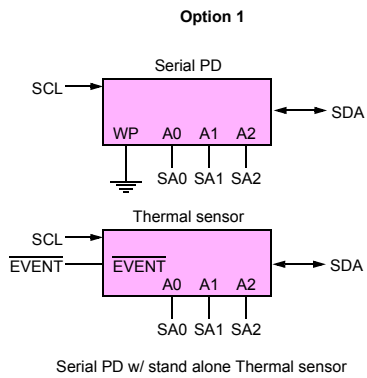 Option 1
Serial PD
SCL
SDA
WP A0 A1 A2
SA0 SA1 SA2
Thermal sensor
SCL
EVENT EVENT SDA
A0 A1 A2
SA0 SA1 SA2
Serial PD w/ stand alone Thermal sensor